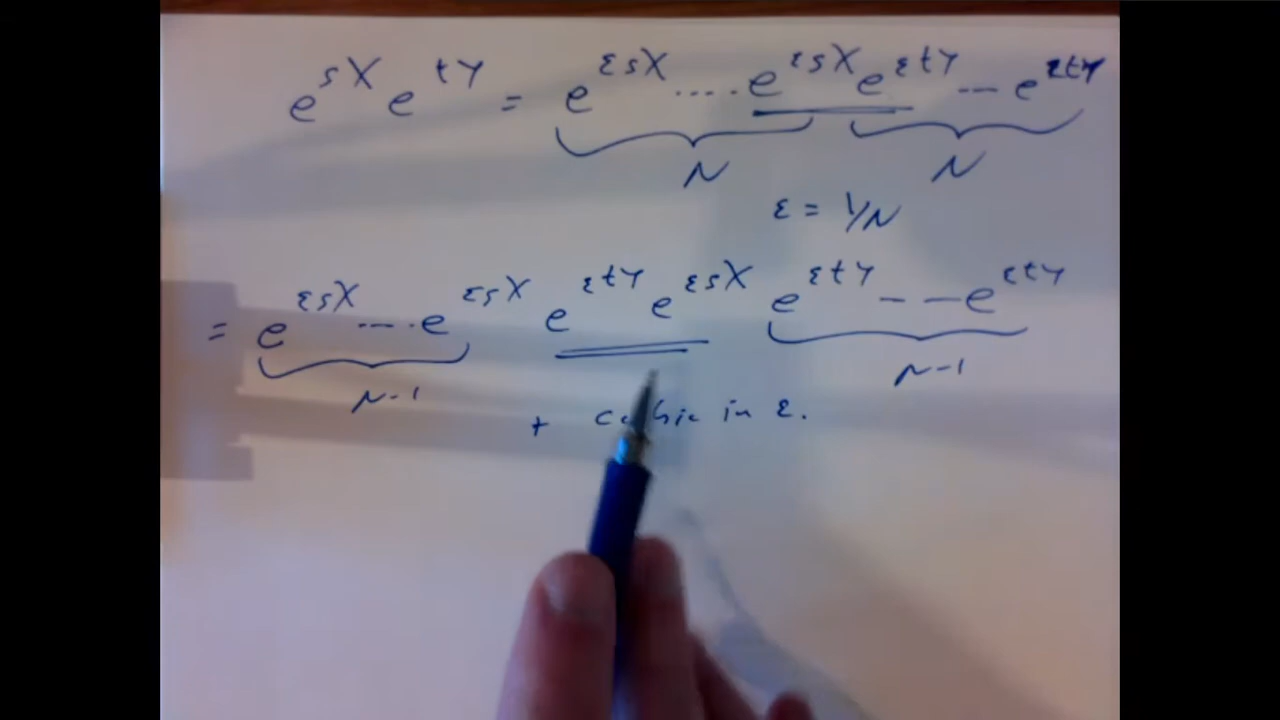 e^{sX} e^{tY} = e^{εsX} .... e^{εsX} e^{εtY} --- e^{εtY}
N N
ε = 1/N
= e^{εsX} .... e^{εsX} e^{εtY} e^{εsX} e^{εtY} --- e^{εtY}
N-1 N-1
+ cubic in ε.